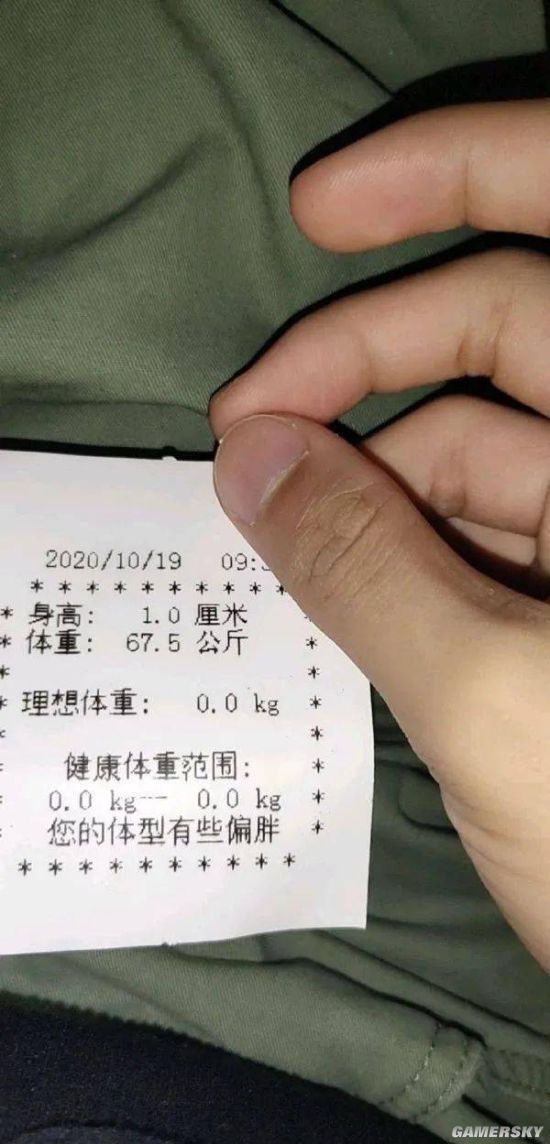 2020/10/19 09:
* * * * * * * * * *
* 身高: 1.0 厘米 *
* 体重: 67.5 公斤 *
* *
* 理想体重: 0.0 kg *
* *
* 健康体重范围: *
* 0.0 kg-- 0.0 kg *
* 您的体型有些偏胖 *
* * * * * * * * * *
GAMERSKY